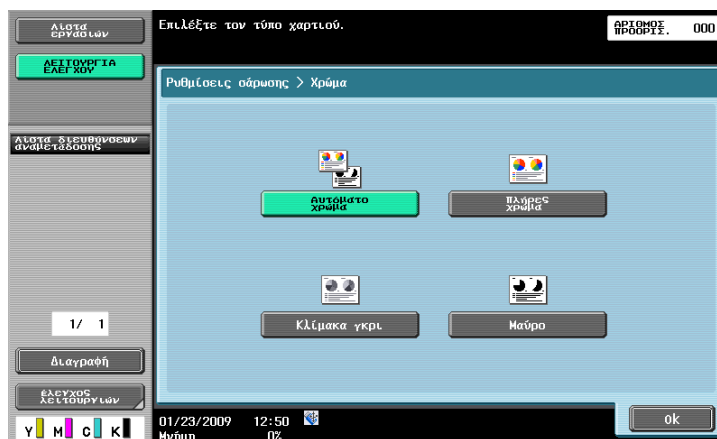 Λίστα
εργασιών
Επιλέξτε τον τύπο χαρτιού.
ΑΡΙΘΜΟΣ
ΠΡΟΟΡΙΣ. 000
ΛΕΙΤΟΥΡΓΙΑ
ΕΛΕΓΧΟΥ
Ρυθμίσεις σάρωσης > Χρώμα
Λίστα διευθύνσεων
αναμετάδοσης
Αυτόματο
χρώμα
Πλήρες
χρώμα
Κλίμακα γκρι
Μαύρο
1/ 1
Διαγραφή
έλεγχος
λειτουργιών
Y M C K
01/23/2009 12:50
Μνήμη 0%
Ok